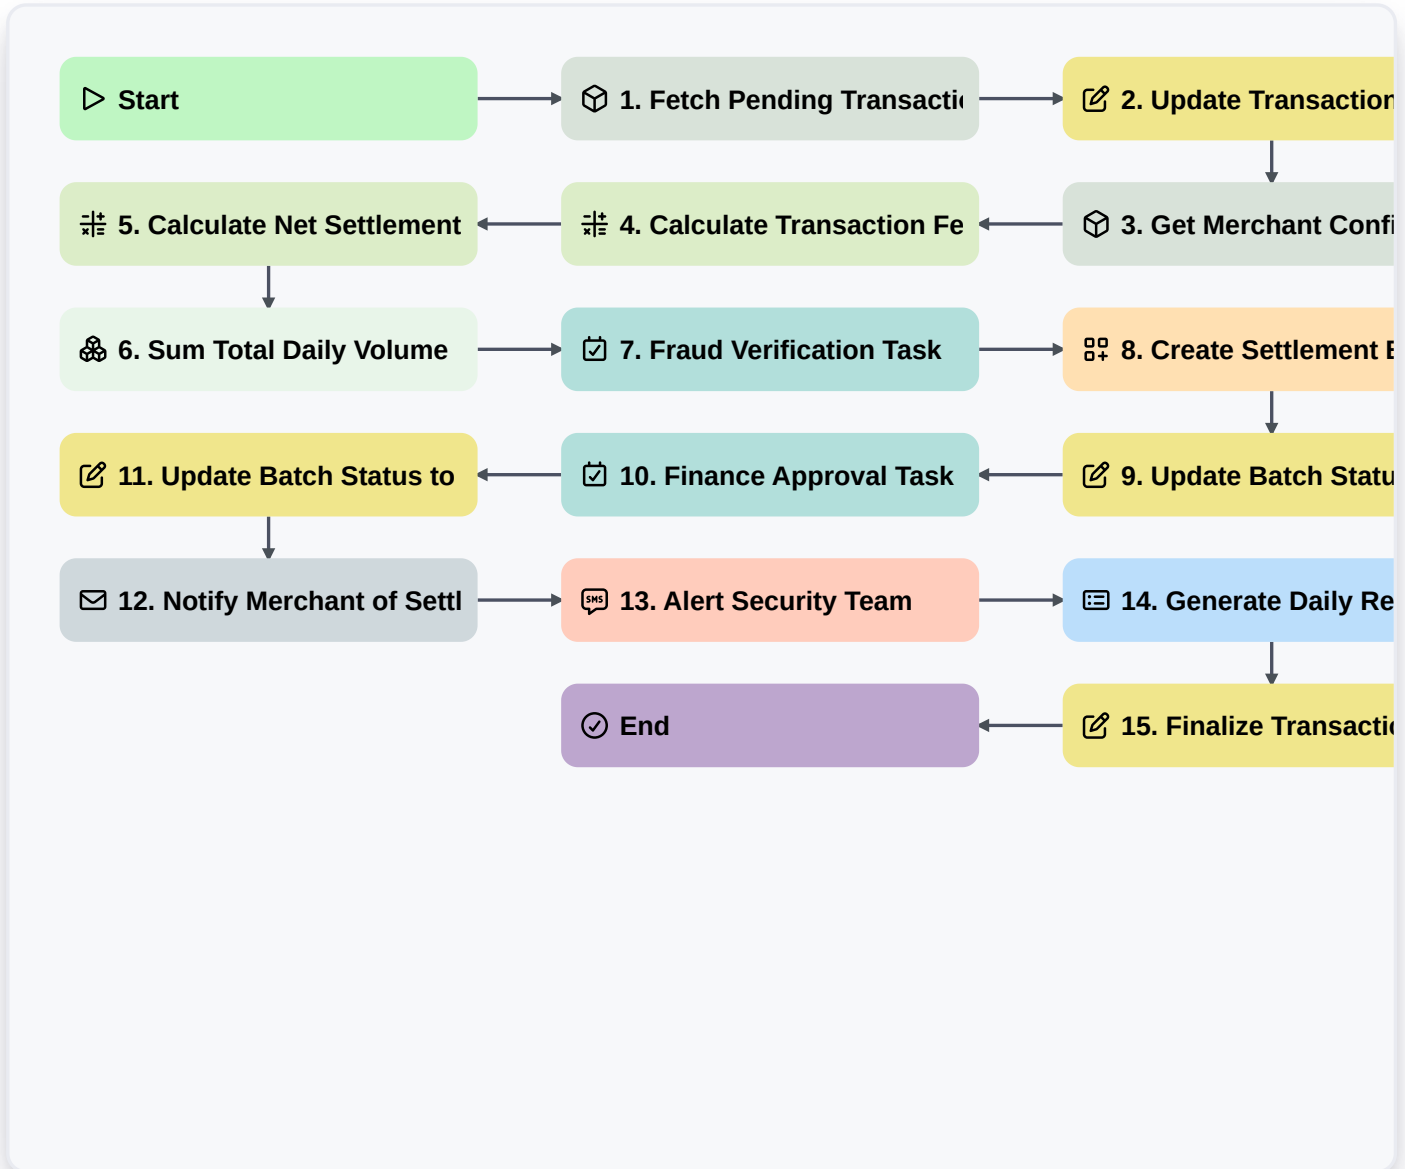 Start
1. Fetch Pending Transactic
2. Update Transaction
5. Calculate Net Settlement
4. Calculate Transaction Fe
3. Get Merchant Confi
6. Sum Total Daily Volume
7. Fraud Verification Task
8. Create Settlement
11. Update Batch Status to
10. Finance Approval Task
9. Update Batch Statu
12. Notify Merchant of Settl
SMS
13. Alert Security Team
14. Generate Daily Re
End
15. Finalize Transactio